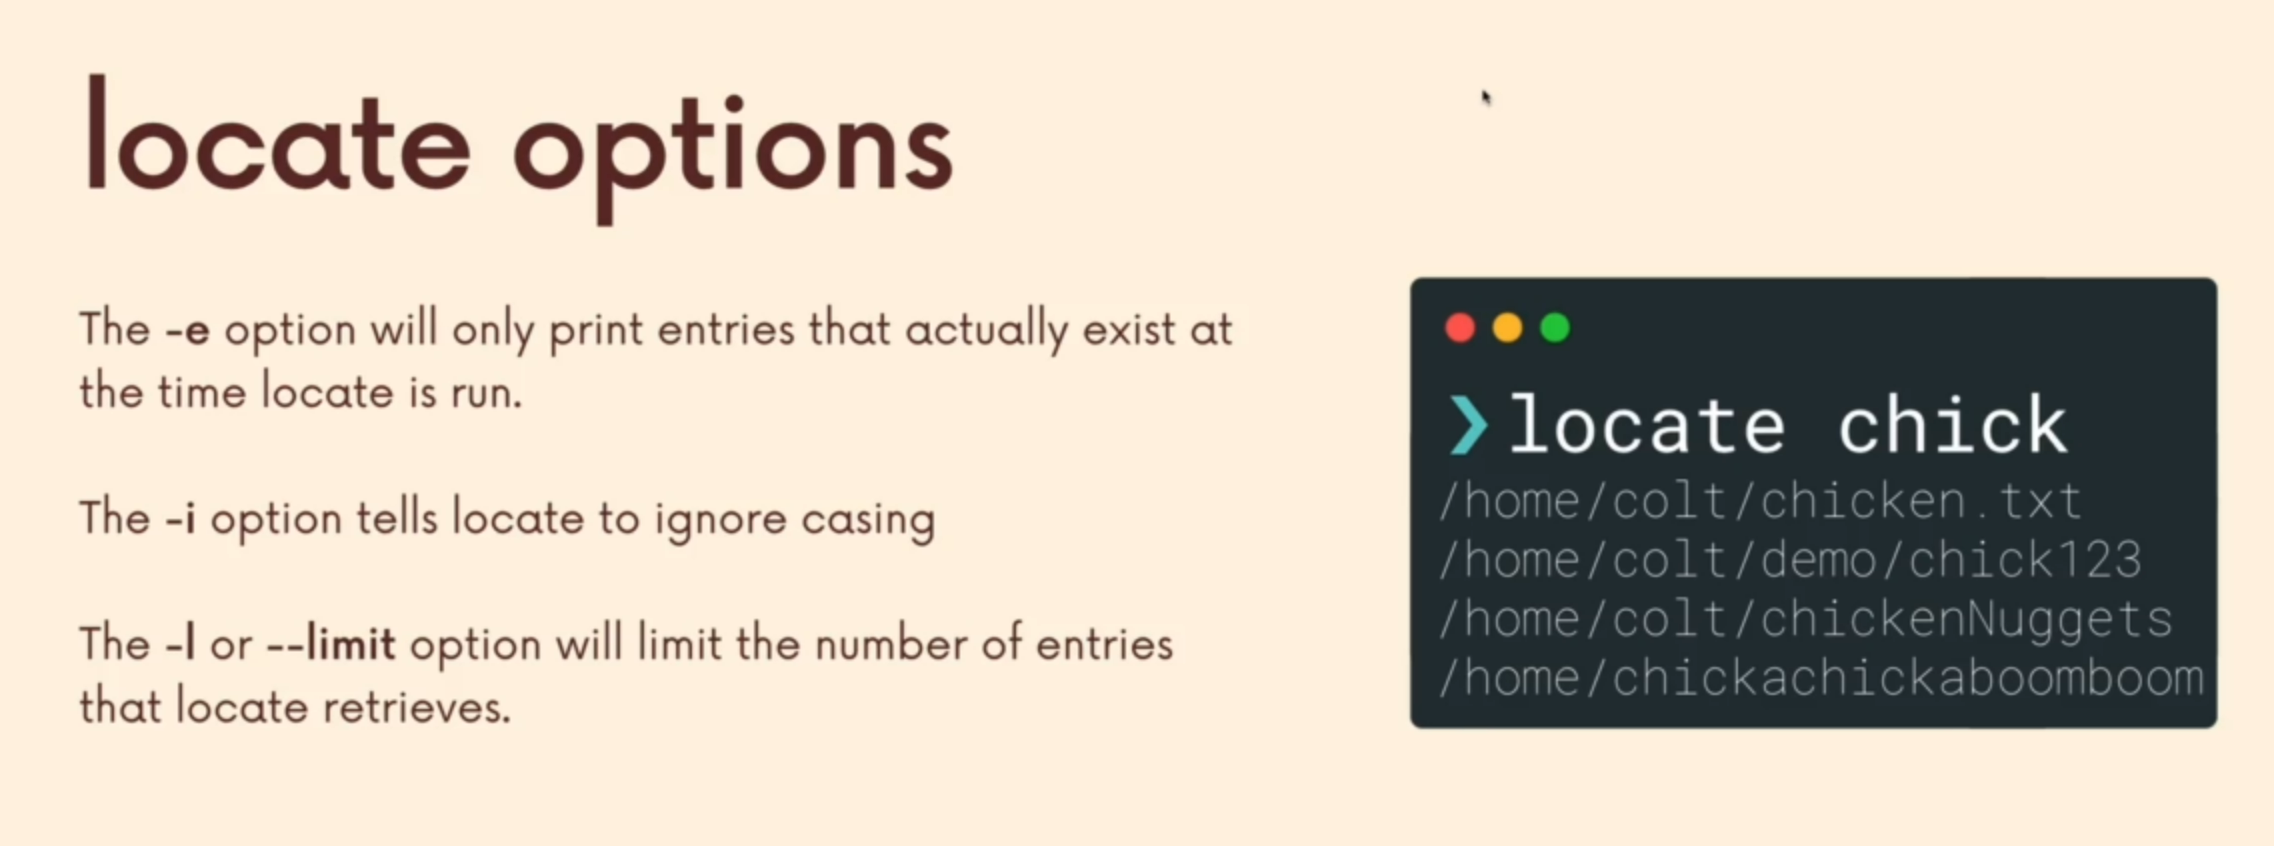 locate options
The -e option will only print entries that actually exist at
the time locate is run.
The -i option tells locate to ignore casing
The -l or --limit option will limit the number of entries
that locate retrieves.
❯ locate chick
/home/colt/chicken.txt
/home/colt/demo/chick123
/home/colt/chickenNuggets
/home/chickachickaboomboom